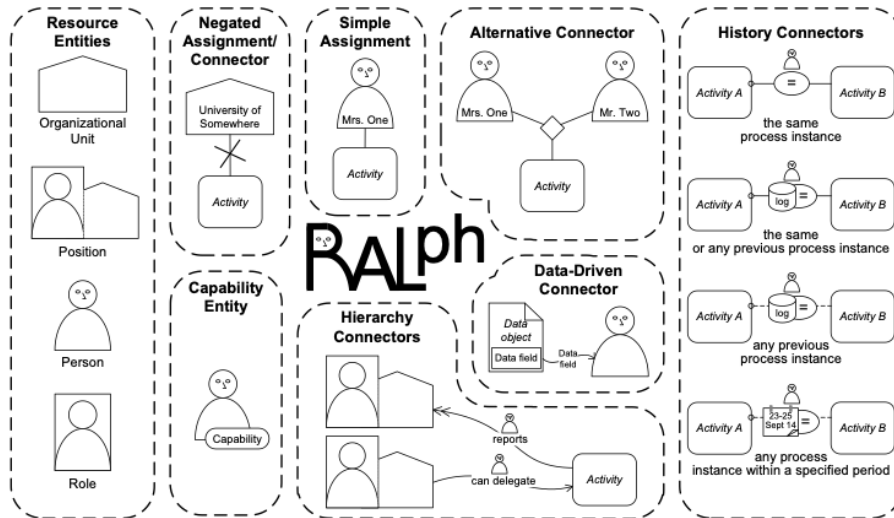 Resource
Entities
Organizational
Unit
Position
Person
Role
Negated
Assignment/
Connector
University of
Somewhere
Activity
Simple
Assignment
Mrs. One
Activity
Alternative Connector
Mrs. One
Mr. Two
Activity
RALph
Capability
Entity
Capability
Hierarchy
Connectors
reports
can delegate
Activity
Data-Driven
Connector
Data
object
Data field
Data
field
History Connectors
Activity A
=
Activity B
the same
process instance
Activity A
log
=
Activity B
the same
or any previous process instance
Activity A
log
=
Activity B
any previous
process instance
Activity A
23-25
Sept 14
=
Activity B
any process
instance within a specified period